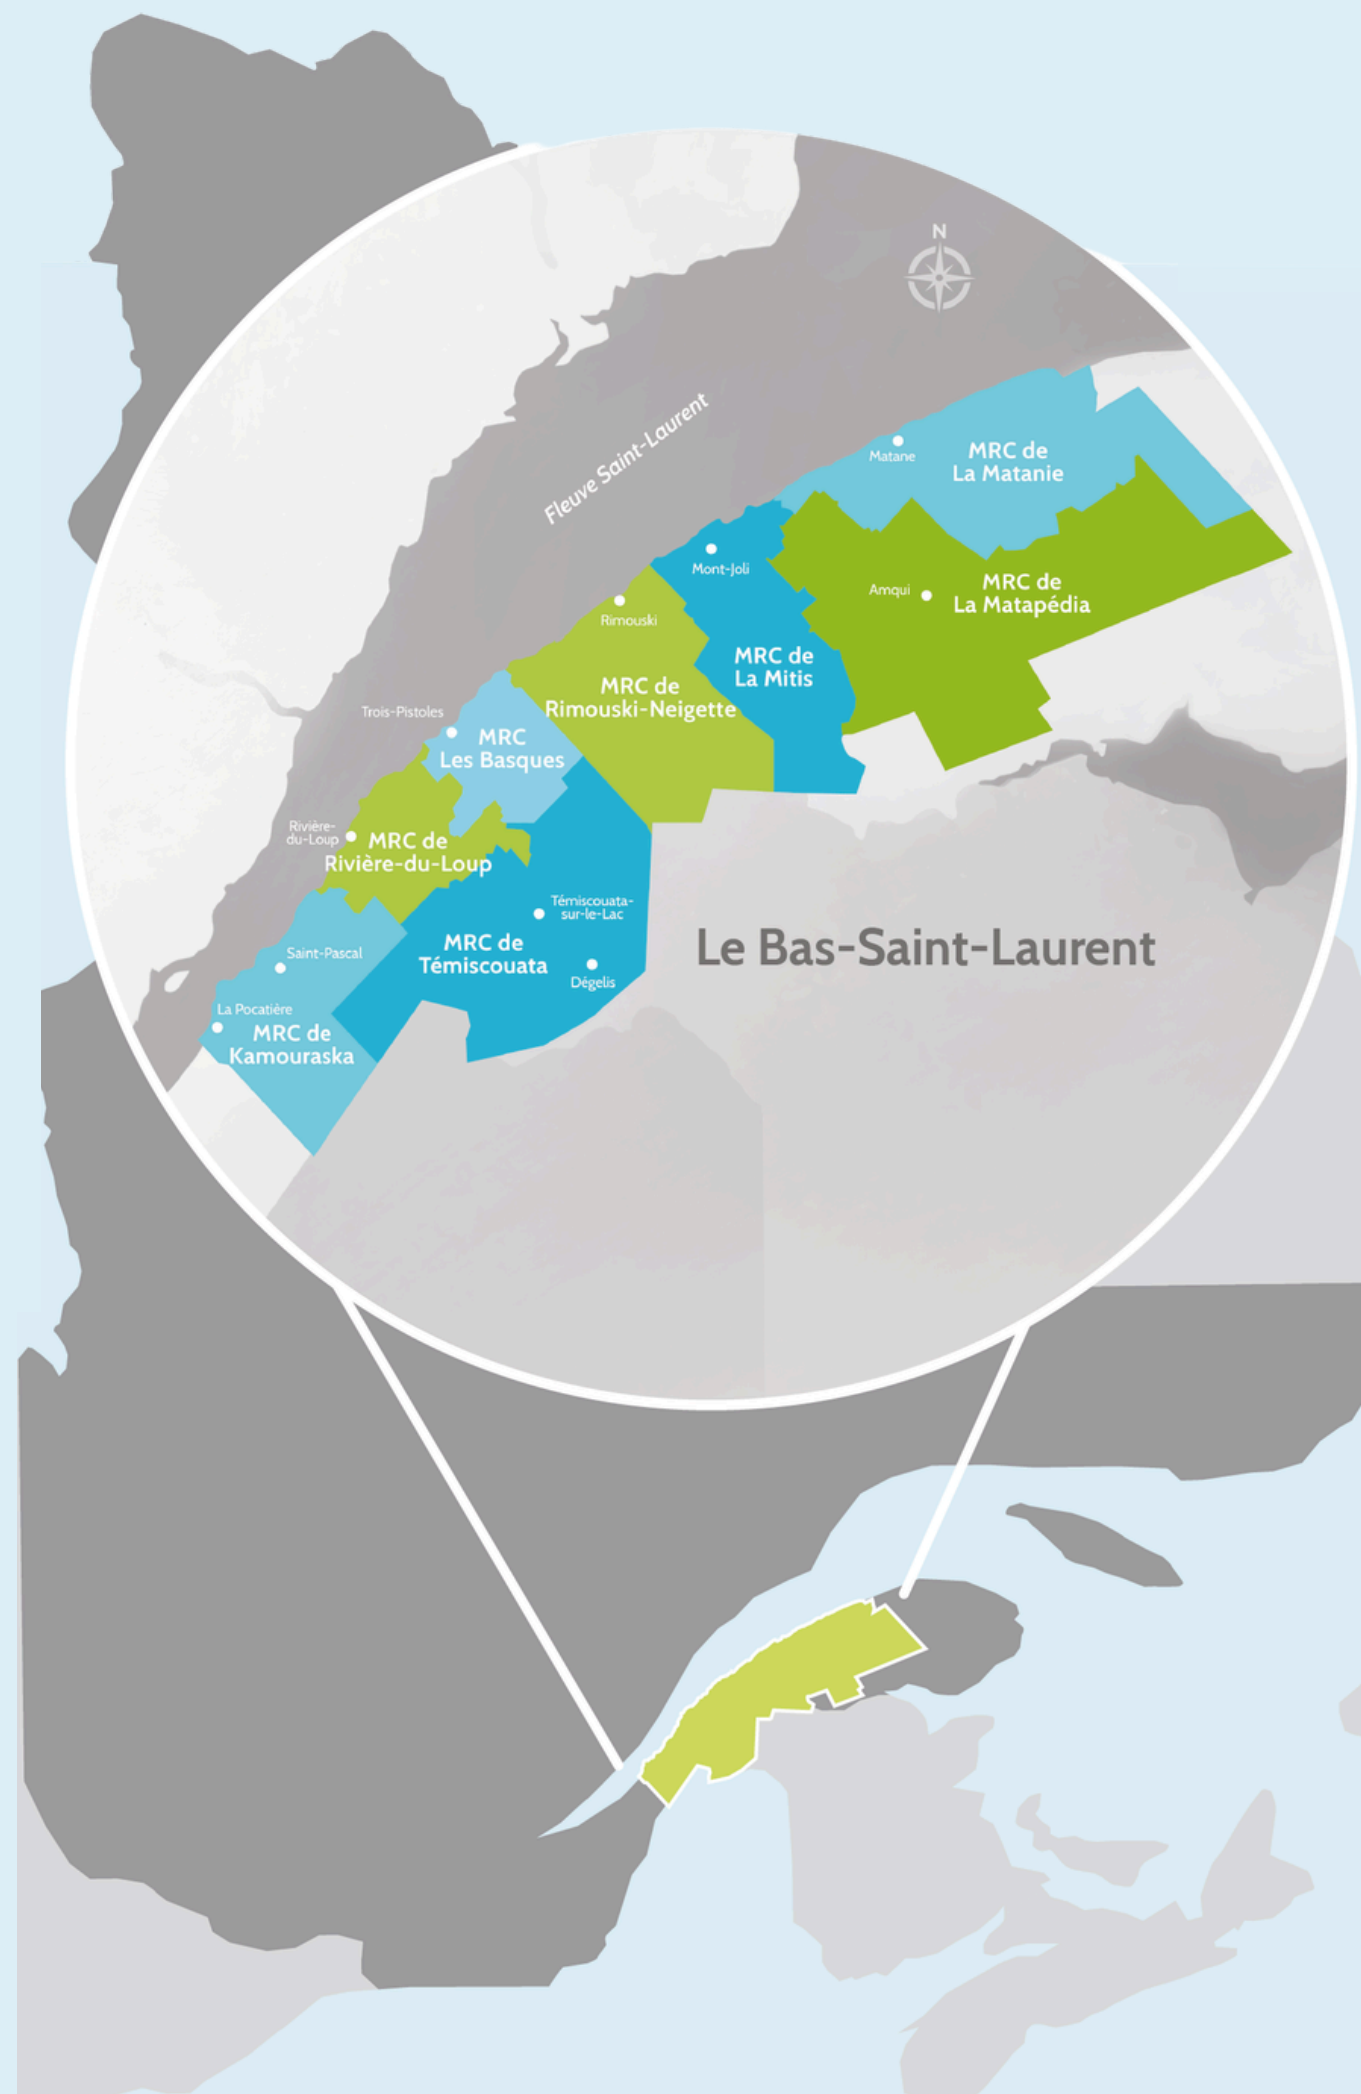 N
Fleuve Saint-Laurent
Matane
MRC de
La Matanie
Mont-Joli
Amqui
MRC de
La Matapédia
Rimouski
MRC de
La Mitis
MRC de
Rimouski-Neigette
Trois-Pistoles
MRC
Les Basques
Rivière-
du-Loup
MRC de
Rivière-du-Loup
Témiscouata-
sur-le-Lac
MRC de
Témiscouata
Dégelis
Le Bas-Saint-Laurent
Saint-Pascal
La Pocatière
MRC de
Kamouraska